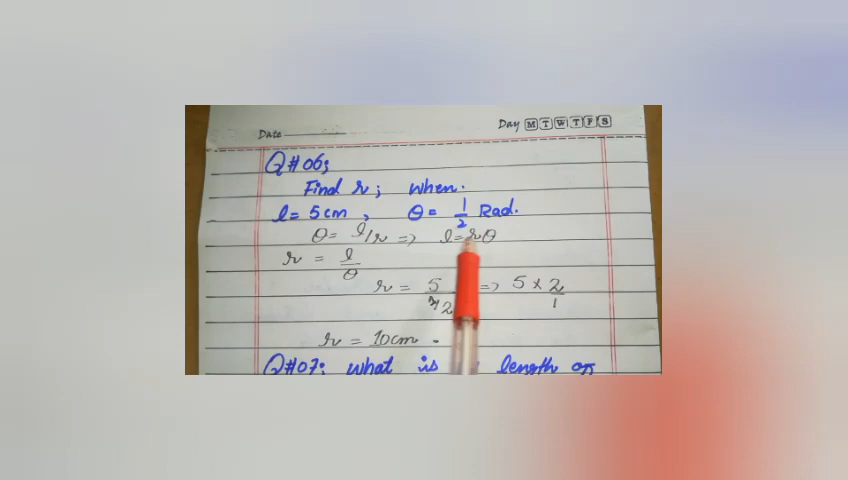 Date
Day M T W T F S
Q#06;
Find r; when.
l = 5cm, θ = 1/2 Rad.
θ = l/r => l = rθ
r = l/θ
r = 5/1/2 => 5 × 2/1
r = 10cm.
Q#07: what is length of